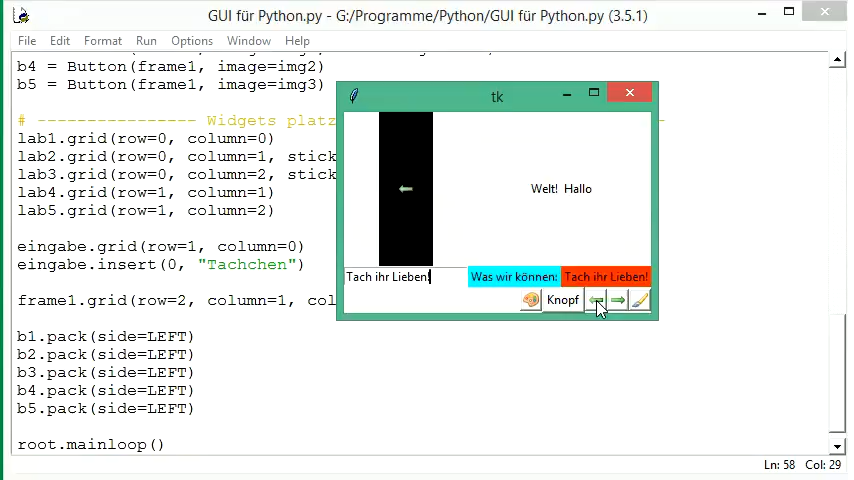 GUI für Python.py - G:/Programme/Python/GUI für Python.py (3.5.1)
File Edit Format Run Options Window Help
b4 = Button(frame1, image=img2)
b5 = Button(frame1, image=img3)
# ---------------- Widgets platz
lab1.grid(row=0, column=0)
lab2.grid(row=0, column=1, stick
lab3.grid(row=0, column=2, stick
lab4.grid(row=1, column=1)
lab5.grid(row=1, column=2)
eingabe.grid(row=1, column=0)
eingabe.insert(0, "Tachchen")
frame1.grid(row=2, column=1, col
b1.pack(side=LEFT)
b2.pack(side=LEFT)
b3.pack(side=LEFT)
b4.pack(side=LEFT)
b5.pack(side=LEFT)
root.mainloop()
tk
Welt! Hallo
Tach ihr Lieben! Was wir können: Tach ihr Lieben!
Knopf
Ln: 58 Col: 29